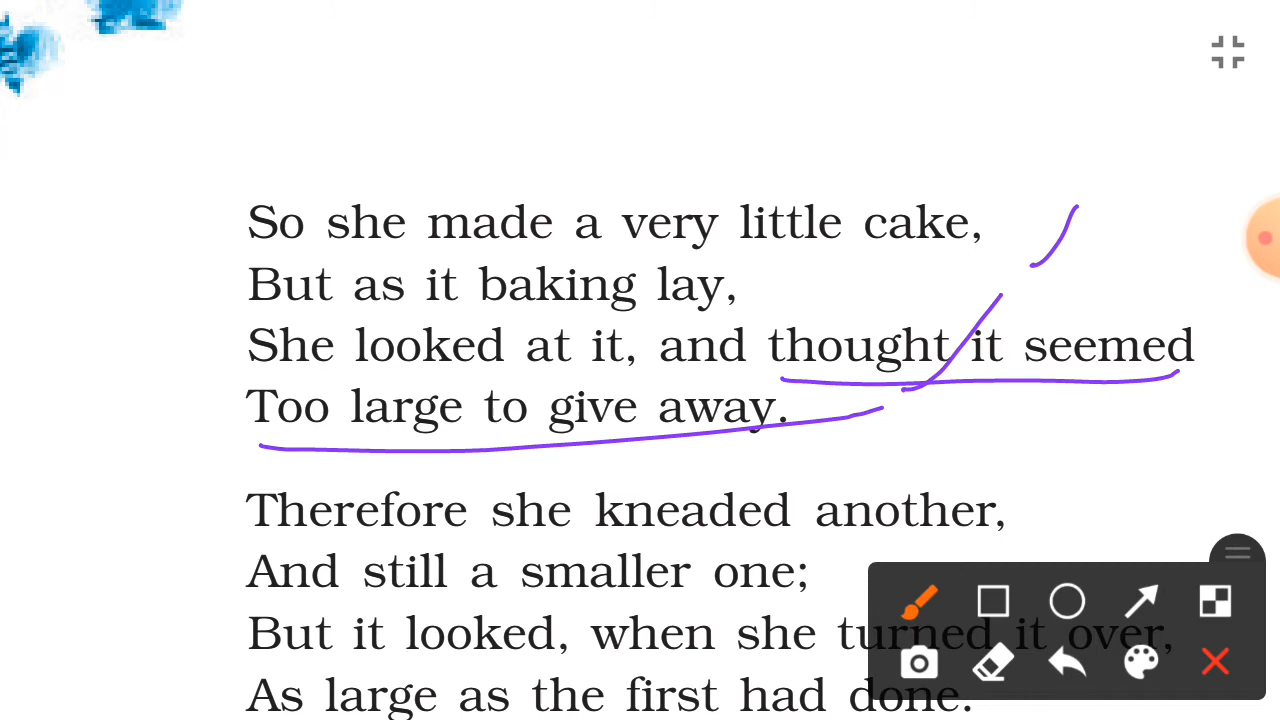 So she made a very little cake,
But as it baking lay,
She looked at it, and thought it seemed
Too large to give away.
Therefore she kneaded another,
And still a smaller one;
But it looked, when she turned it over,
As large as the first had done.